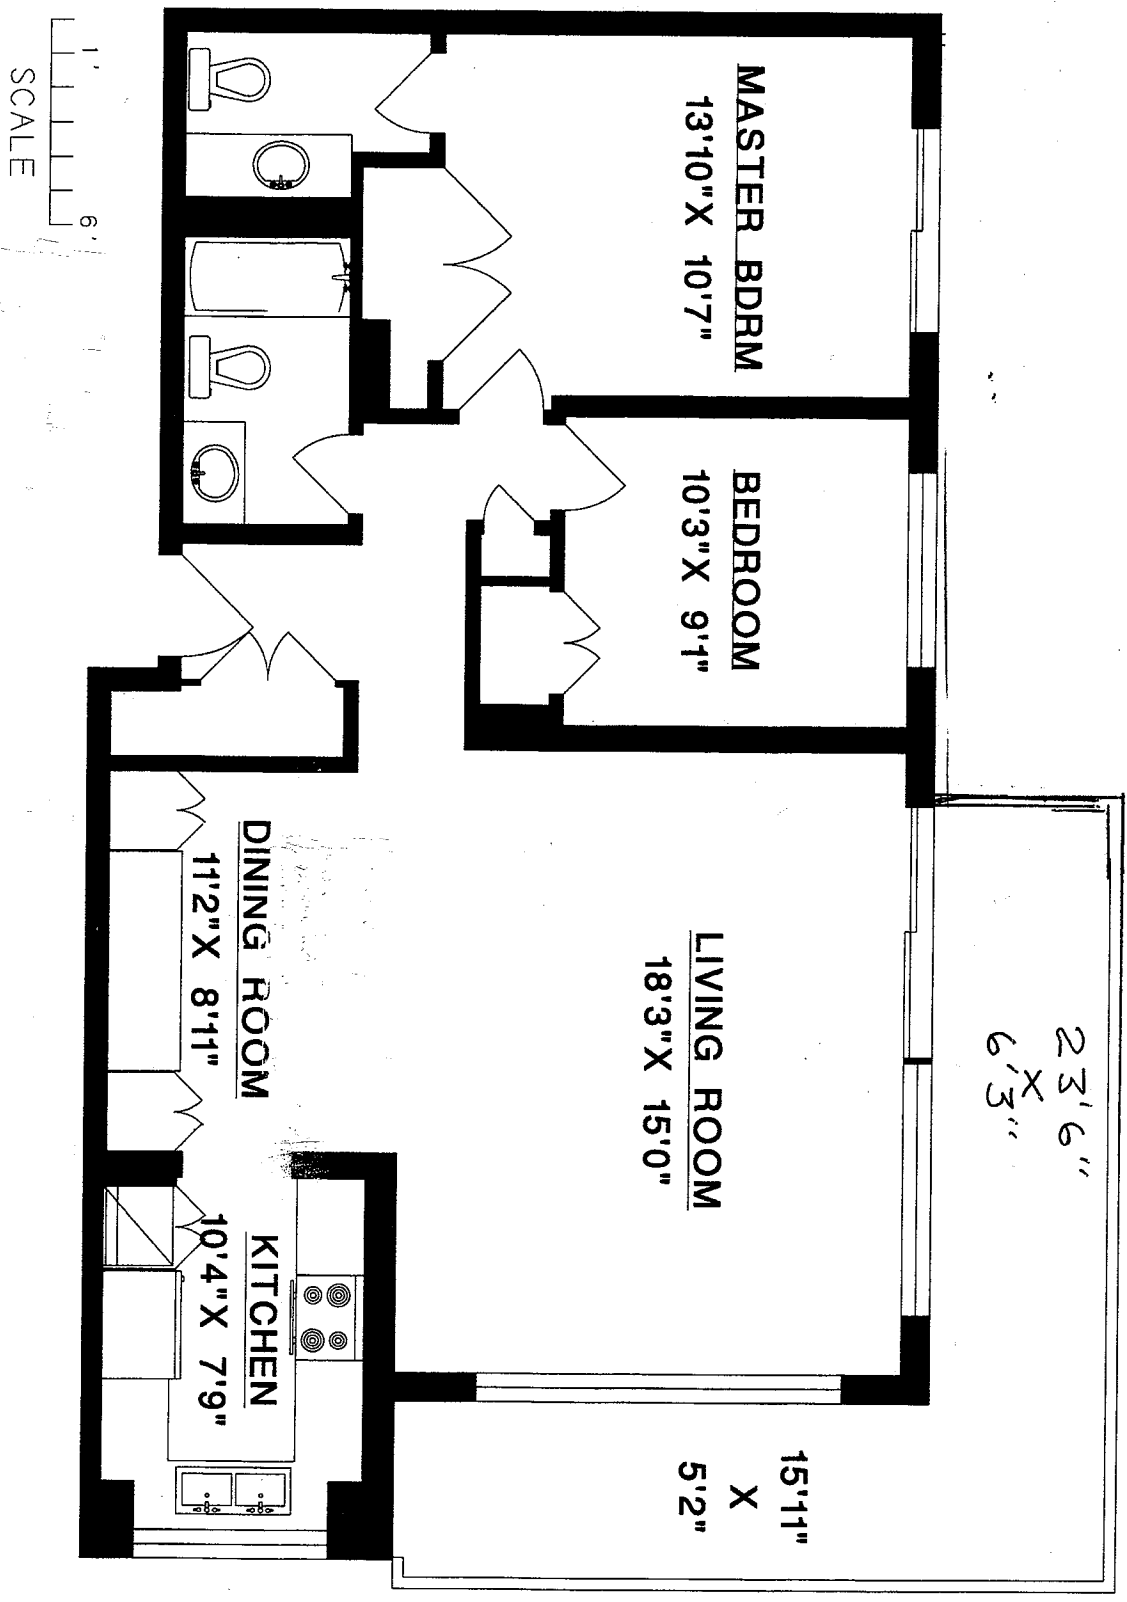 MASTER BDRM
13'10"X 10'7"
BEDROOM
10'3"X 9'1"
LIVING ROOM
18'3"X 15'0"
DINING ROOM
11'2"X 8'11"
KITCHEN
10'4"X 7'9"
23'6"
X
6'3"
15'11"
X
5'2"
1' 6'
SCALE